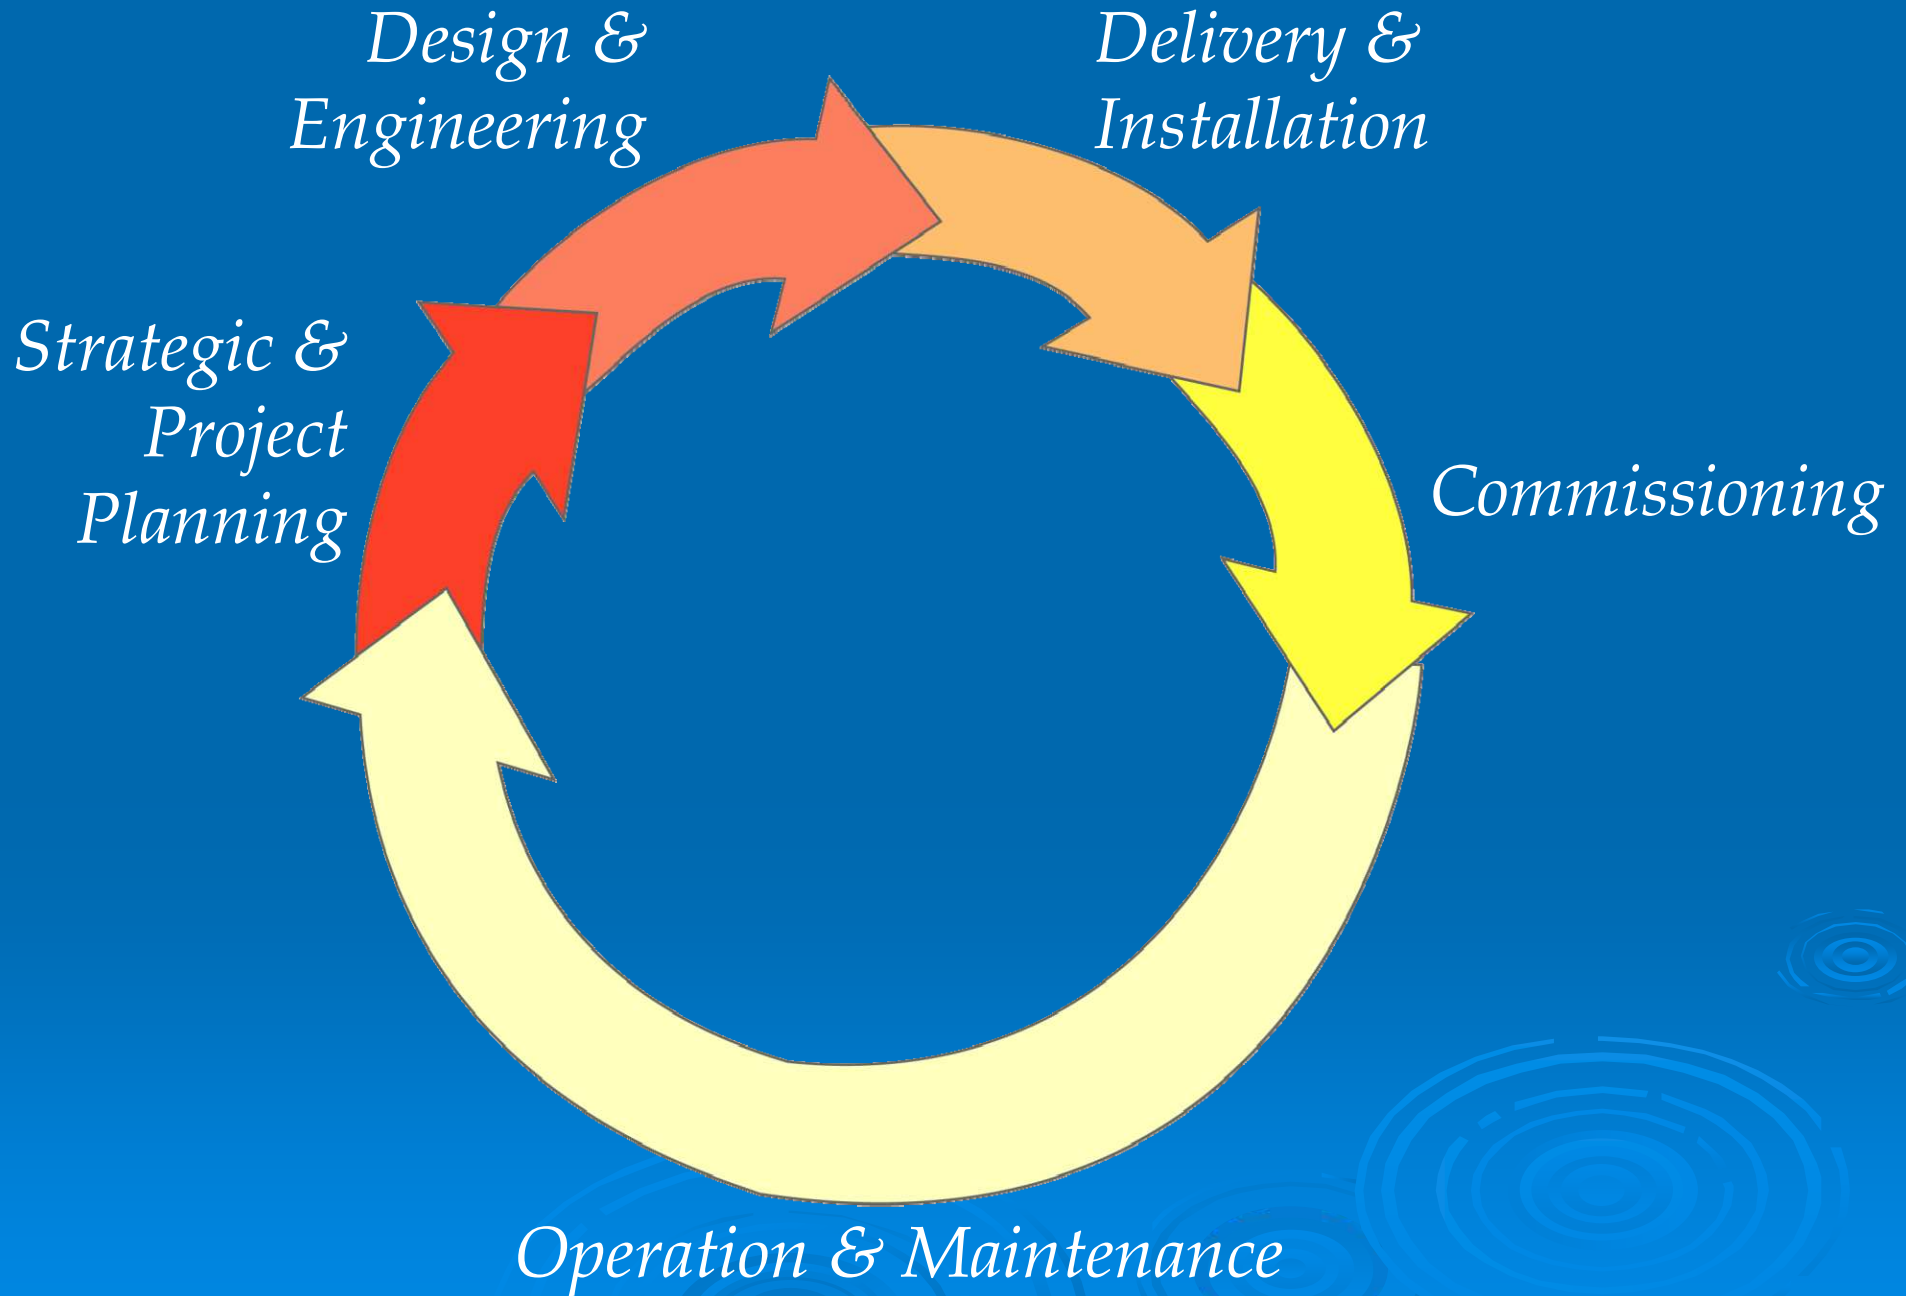 Design &
Engineering
Delivery &
Installation
Strategic &
Project
Planning
Commissioning
Operation & Maintenance